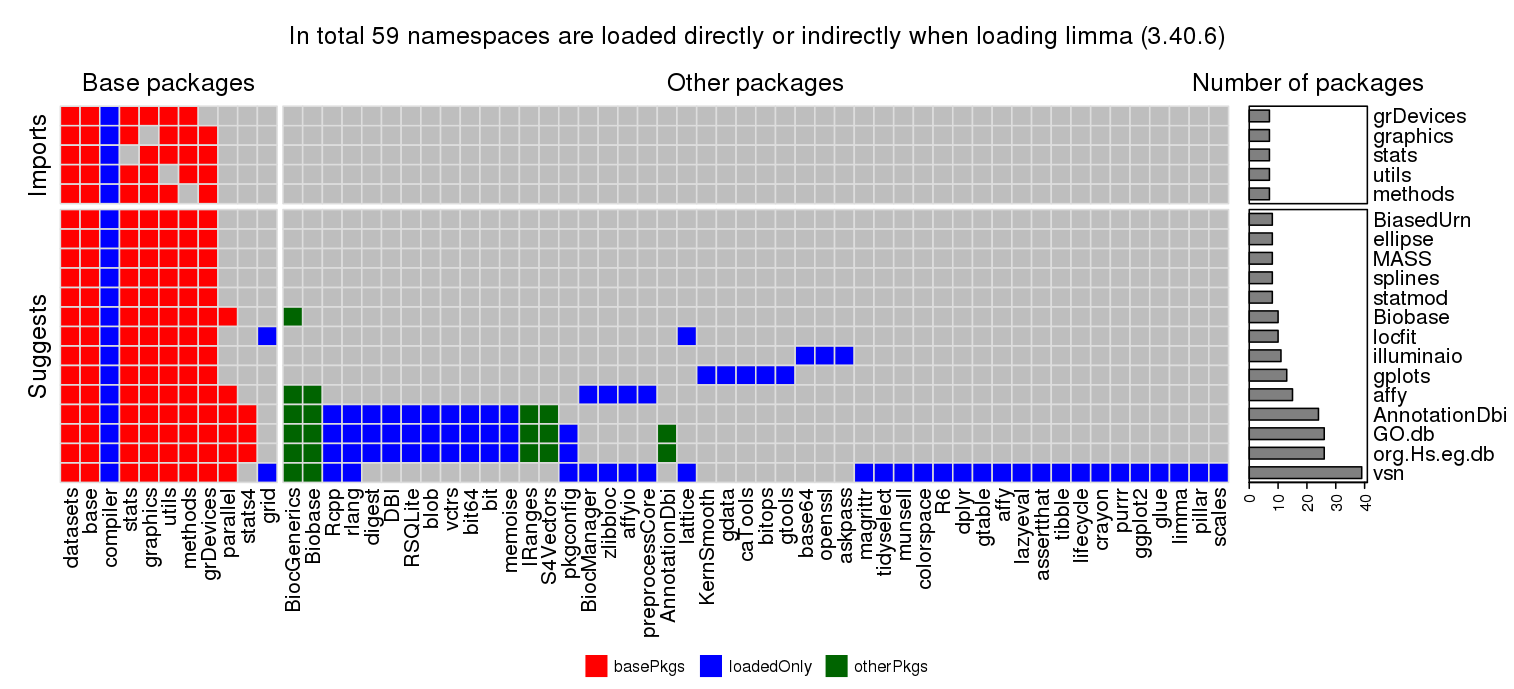 In total 59 namespaces are loaded directly or indirectly when loading limma (3.40.6)
Base packages
Other packages
Number of packages
Imports
Suggests
grDevices
graphics
stats
utils
methods
BiasedUrn
ellipse
MASS
splines
statmod
Biobase
locfit
illuminaio
gplots
affy
AnnotationDbi
GO.db
org.Hs.eg.db
vsn
0
10
20
30
40
datasets
base
compiler
stats
graphics
utils
methods
grDevices
parallel
stats4
grid
BiocGenerics
Biobase
Rcpp
rlang
digest
DBI
RSQLite
blob
vctrs
bit64
bit
memoise
IRanges
S4Vectors
pkgconfig
BiocManager
zlibbioc
affyio
preprocessCore
AnnotationDbi
lattice
KernSmooth
gdata
caTools
bitops
gtools
base64
openssl
askpass
magrittr
tidyselect
munsell
colorspace
R6
dplyr
gtable
affy
lazyeval
assertthat
tibble
lifecycle
crayon
purrr
ggplot2
glue
limma
pillar
scales
basePkgs
loadedOnly
otherPkgs